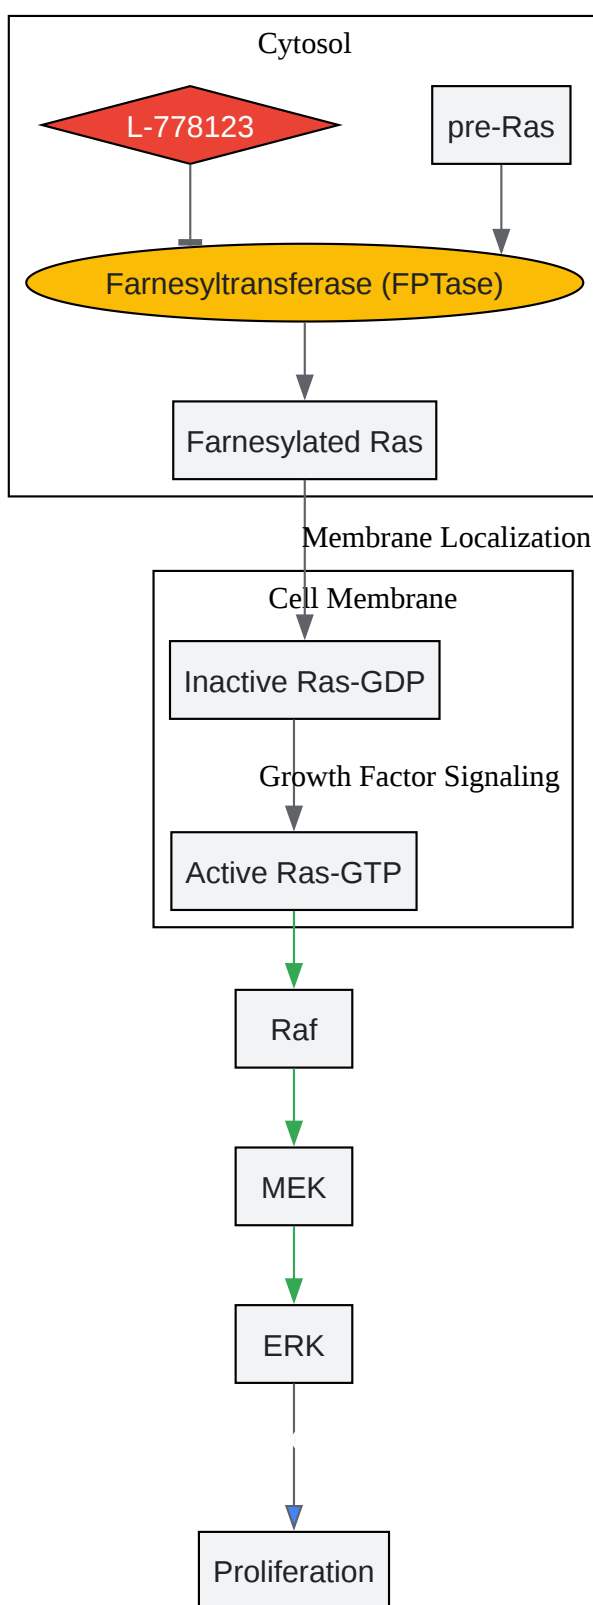 Cytosol
L-778123
pre-Ras
Farnesyltransferase (FPTase)
Farnesylated Ras
Membrane Localization
Cell Membrane
Inactive Ras-GDP
Growth Factor Signaling
Active Ras-GTP
Raf
MEK
ERK
Proliferation